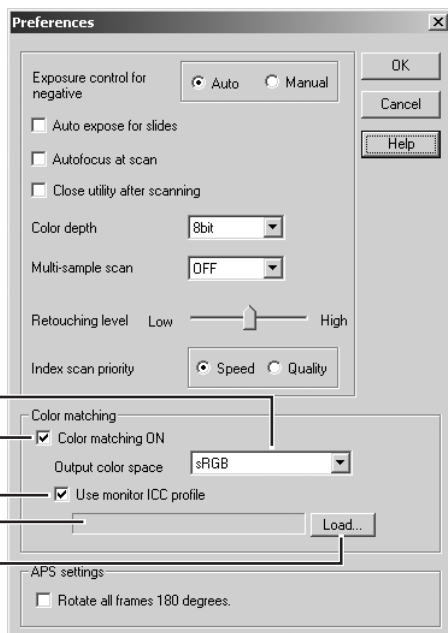 Preferences
Exposure control for
negative
Auto
Manual
OK
Cancel
Help
Auto expose for slides
Autofocus at scan
Close utility after scanning
Color depth
8bit
Multi-sample scan
OFF
Retouching level
Low
High
Index scan priority
Speed
Quality
Color matching
Color matching ON
Output color space
sRGB
Use monitor ICC profile
Load...
APS settings
Rotate all frames 180 degrees.